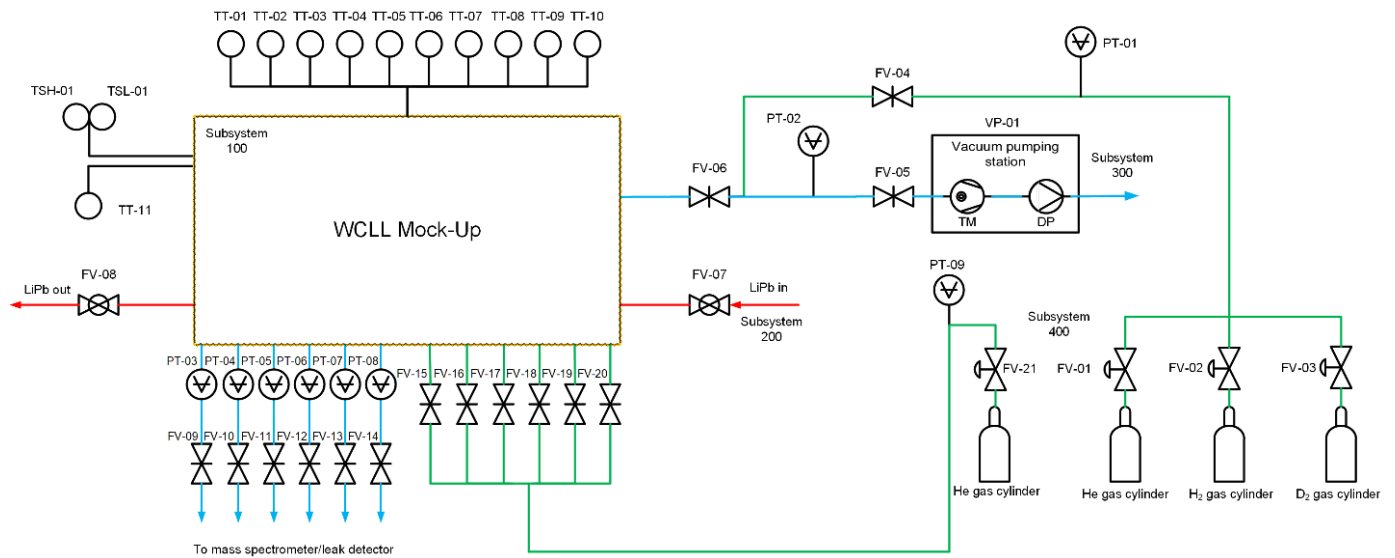 TT-01 TT-02 TT-03 TT-04 TT-05 TT-06 TT-07 TT-08 TT-09 TT-10
PT-01
FV-04
TSH-01 TSL-01
Subsystem
100
PT-02
VP-01
Vacuum pumping
station
Subsystem
300
FV-06
FV-05
TM
DP
TT-11
WCLL Mock-Up
FV-08
LiPb out
FV-07
LiPb in
Subsystem
200
PT-09
Subsystem
400
PT-03 PT-04 PT-05 PT-06 PT-07 PT-08
FV-15 FV-16 FV-17 FV-18 FV-19 FV-20
FV-21 FV-01 FV-02 FV-03
FV-09 FV-10 FV-11 FV-12 FV-13 FV-14
He gas cylinder He gas cylinder H₂ gas cylinder D₂ gas cylinder
To mass spectrometer/leak detector